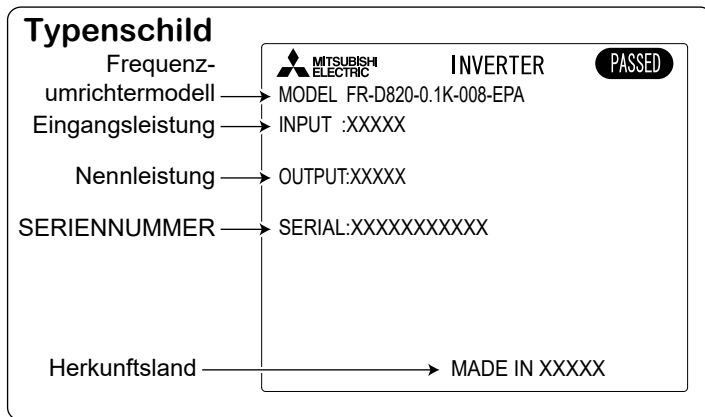 Typenschild
Frequenz-
umrichtermodell
Eingangsleistung
Nennleistung
SERIENNUMMER
Herkunftsland
MITSUBISHI
ELECTRIC
INVERTER
PASSED
MODEL FR-D820-0.1K-008-EPA
INPUT :XXXXX
OUTPUT:XXXXX
SERIAL:XXXXXXXXXXX
MADE IN XXXXX